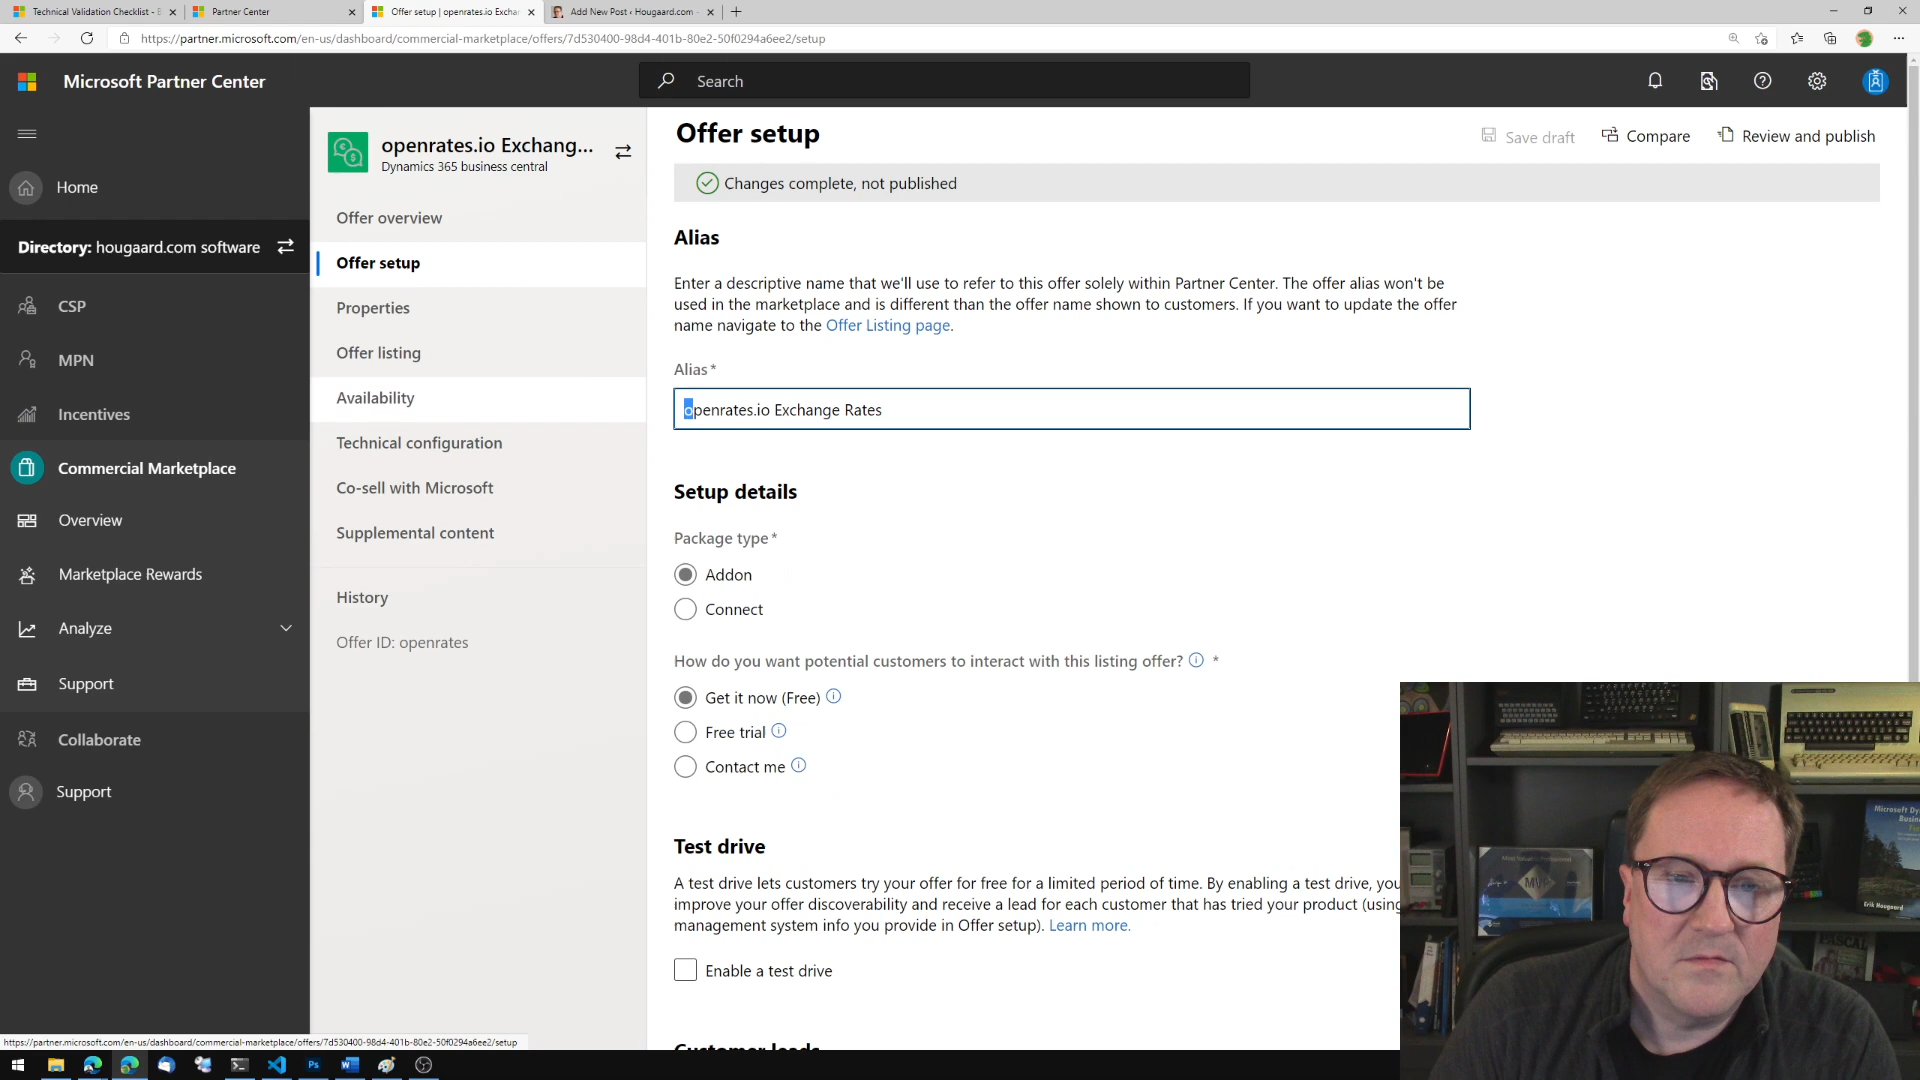 Technical Validation Checklist - B
Partner Center
Offer setup | openrates.io Excha
Add New Post ‹ Hougaard.com
https://partner.microsoft.com/en-us/dashboard/commercial-marketplace/offers/7d530400-98d4-401b-80e2-50f0294a6ee2/setup
Microsoft Partner Center
Search
Home
Directory: hougaard.com software
CSP
MPN
Incentives
Commercial Marketplace
Overview
Marketplace Rewards
Analyze
Support
Collaborate
Support
openrates.io Exchang...
Dynamics 365 business central
Offer overview
Offer setup
Properties
Offer listing
Availability
Technical configuration
Co-sell with Microsoft
Supplemental content
History
Offer ID: openrates
Offer setup
Save draft
Compare
Review and publish
Changes complete, not published
Alias
Enter a descriptive name that we'll use to refer to this offer solely within Partner Center. The offer alias won't be
used in the marketplace and is different than the offer name shown to customers. If you want to update the offer
name navigate to the Offer Listing page.
Alias*
openrates.io Exchange Rates
Setup details
Package type*
Addon
Connect
How do you want potential customers to interact with this listing offer? *
Get it now (Free)
Free trial
Contact me
Test drive
A test drive lets customers try your offer for free for a limited period of time. By enabling a test drive, you
improve your offer discoverability and receive a lead for each customer that has tried your product (using
management system info you provide in Offer setup). Learn more.
Enable a test drive
Customer leads
https://partner.microsoft.com/en-us/dashboard/commercial-marketplace/offers/7d530400-98d4-401b-80e2-50f0294a6ee2/setup
Ps
MVP
Microsoft Dy
Erik Hougaard
PASCAL